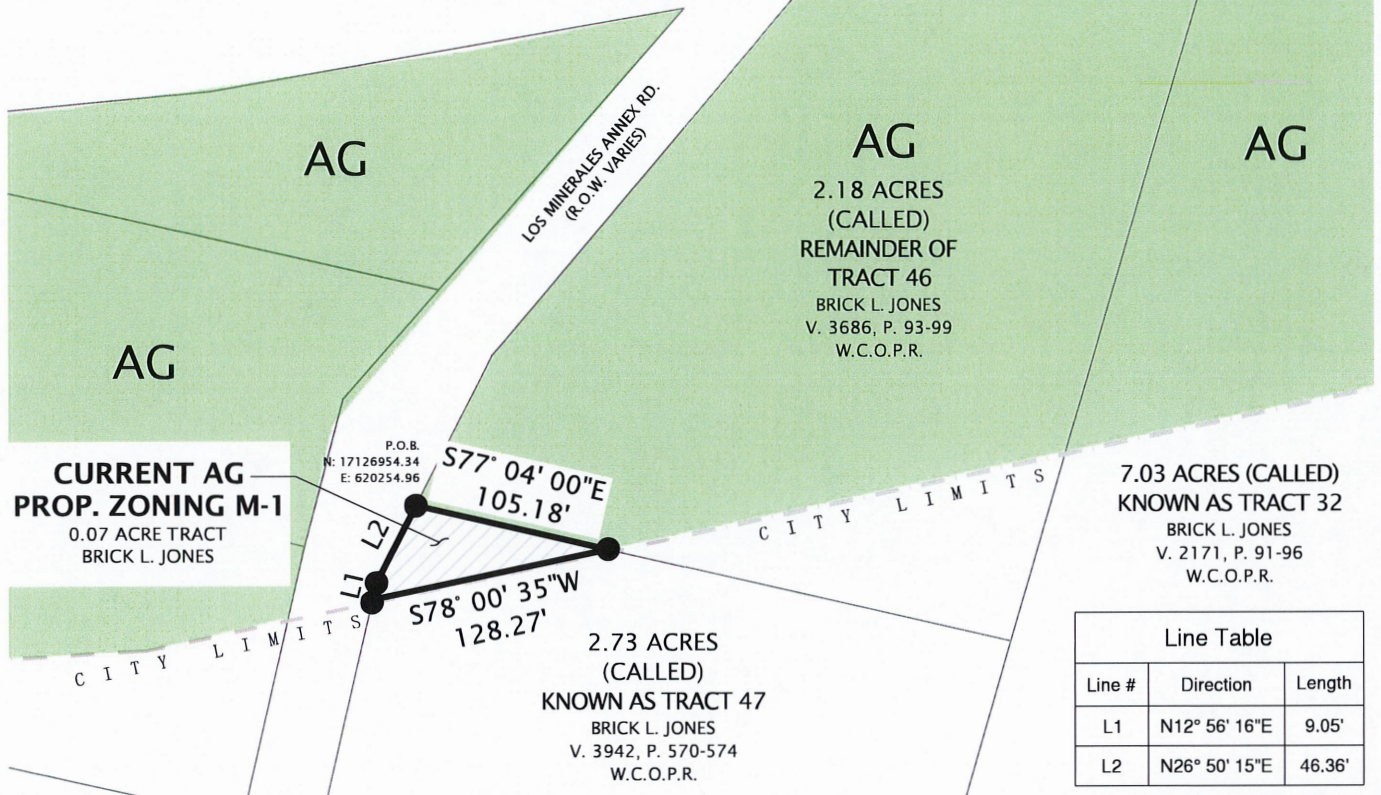 AG
LOS MINERALES ANNEX RD.
(R.O.W. VARIES)
AG
2.18 ACRES
(CALLED)
REMAINDER OF
TRACT 46
BRICK L. JONES
V. 3686, P. 93-99
W.C.O.P.R.
AG
AG
CURRENT AG
PROP. ZONING M-1
0.07 ACRE TRACT
BRICK L. JONES
P.O.B.
N: 17126954.34
E: 620254.96
S77° 04' 00"E
105.18'
L2
L1
S78° 00' 35"W
128.27'
CITY LIMITS
CITY LIMITS
7.03 ACRES (CALLED)
KNOWN AS TRACT 32
BRICK L. JONES
V. 2171, P. 91-96
W.C.O.P.R.
2.73 ACRES
(CALLED)
KNOWN AS TRACT 47
BRICK L. JONES
V. 3942, P. 570-574
W.C.O.P.R.
Line Table
Line # Direction Length
L1 N12° 56' 16"E 9.05'
L2 N26° 50' 15"E 46.36'